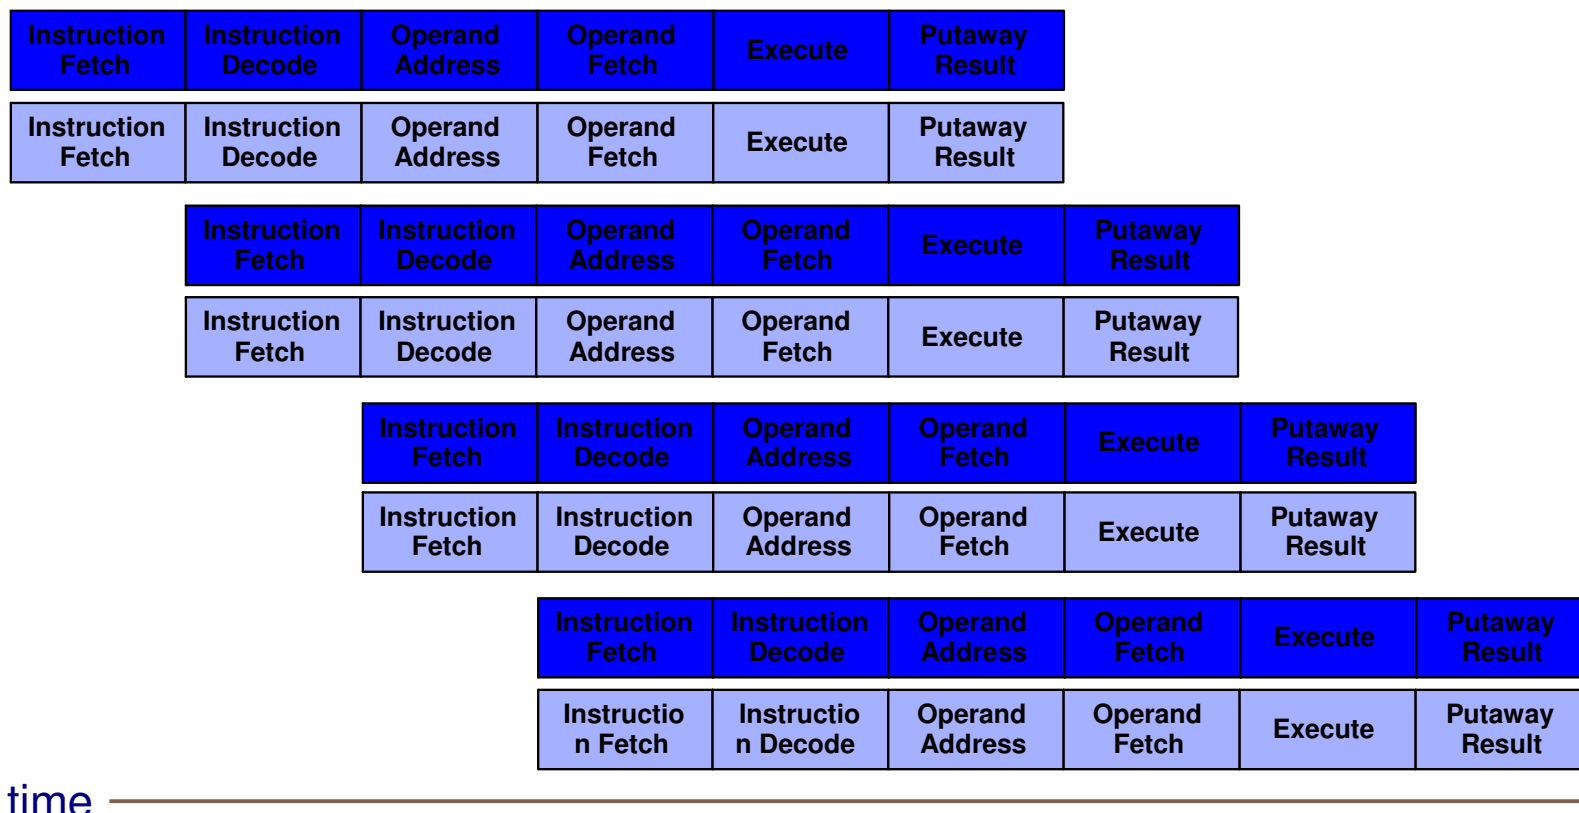 Instruction Instruction Operand Operand Execute Putaway
Fetch Decode Address Fetch Result
Instruction Instruction Operand Operand Execute Putaway
Fetch Decode Address Fetch Result
Instruction Instruction Operand Operand Execute Putaway
Fetch Decode Address Fetch Result
Instruction Instruction Operand Operand Execute Putaway
Fetch Decode Address Fetch Result
Instruction Instruction Operand Operand Execute Putaway
Fetch Decode Address Fetch Result
Instruction Instruction Operand Operand Execute Putaway
Fetch Decode Address Fetch Result
Instruction Instruction Operand Operand Execute Putaway
Fetch Decode Address Fetch Result
Instructio Instructio Operand Operand Execute Putaway
n Fetch n Decode Address Fetch Result
time